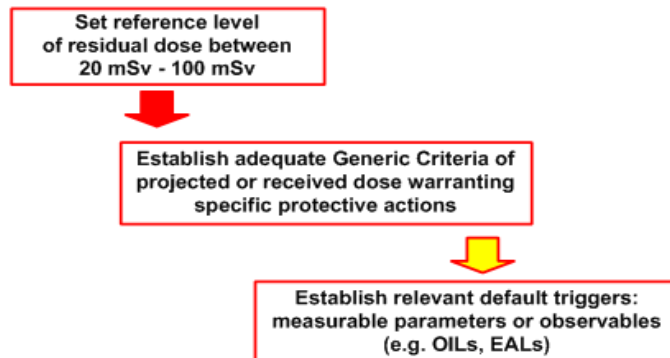 Set reference level
of residual dose between
20 mSv - 100 mSv
Establish adequate Generic Criteria of
projected or received dose warranting
specific protective actions
Establish relevant default triggers:
measurable parameters or observables
(e.g. OILs, EALs)